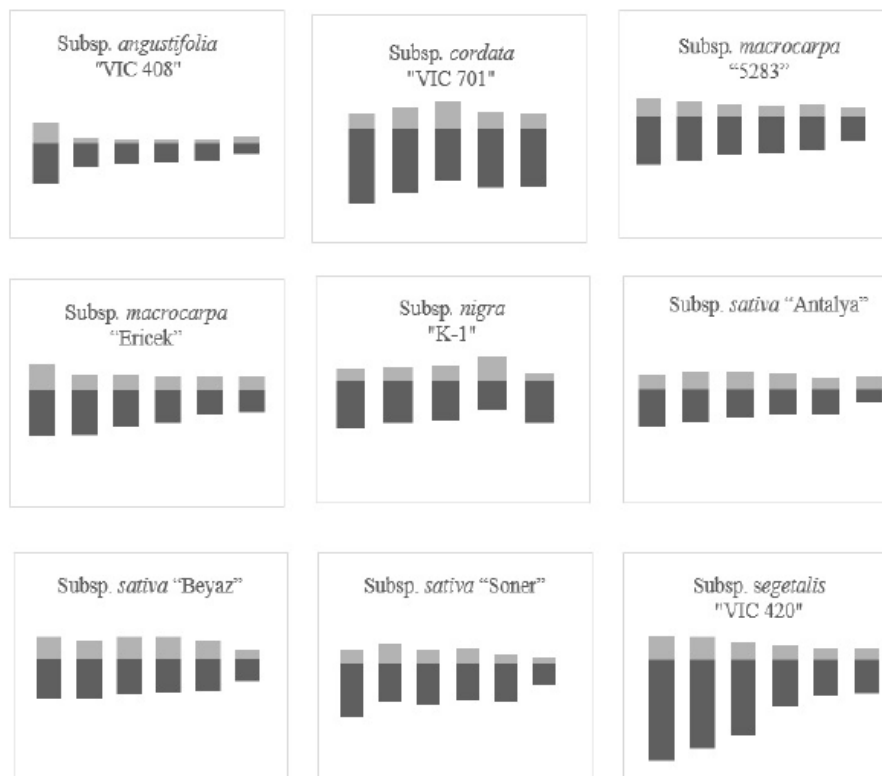 Subsp. angustifolia
"VIC 408"
Subsp. cordata
"VIC 701"
Subsp. macrocarpa
“5283”
Subsp. macrocarpa
“Ericek”
Subsp. nigra
"K-1"
Subsp. sativa “Antalya”
Subsp. sativa “Beyaz”
Subsp. sativa “Soner”
Subsp. segetalis
"VIC 420"